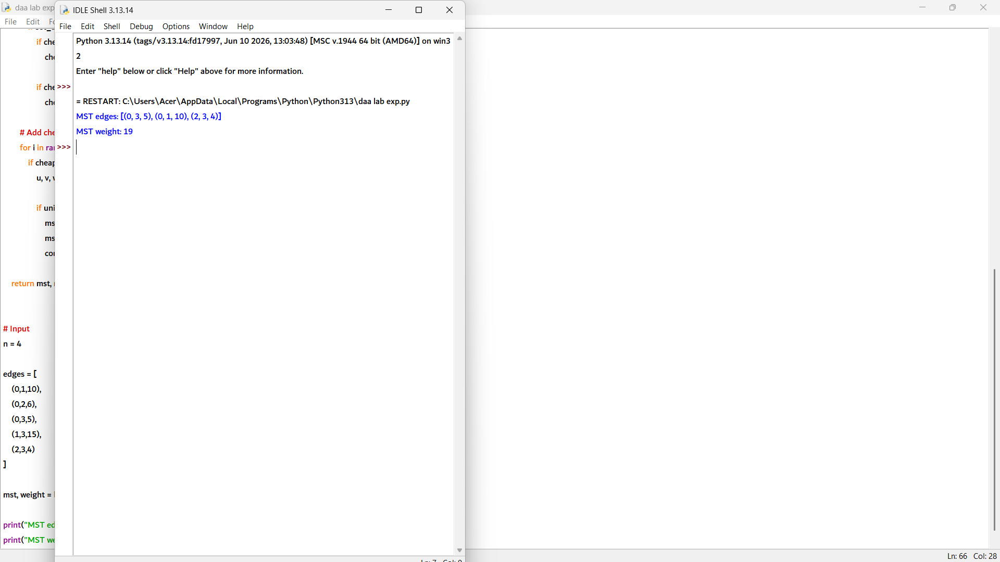 daa lab exp
File Edit Fo
if che
che
if che
che
# Add che
for i in ra
if cheap
u, v,
if uni
ms
ms
co
return mst,
# Input
n = 4
edges = [
(0,1,10),
(0,2,6),
(0,3,5),
(1,3,15),
(2,3,4)
]
mst, weight =
print("MST ed
print("MST we
IDLE Shell 3.13.14
File Edit Shell Debug Options Window Help
Python 3.13.14 (tags/v3.13.14:fd17997, Jun 10 2026, 13:03:48) [MSC v.1944 64 bit (AMD64)] on win3
2
Enter "help" below or click "Help" above for more information.
>>>
= RESTART: C:\Users\Acer\AppData\Local\Programs\Python\Python313\daa lab exp.py
MST edges: [(0, 3, 5), (0, 1, 10), (2, 3, 4)]
MST weight: 19
>>>
Ln: 7 Col: 0
Ln: 66 Col: 28